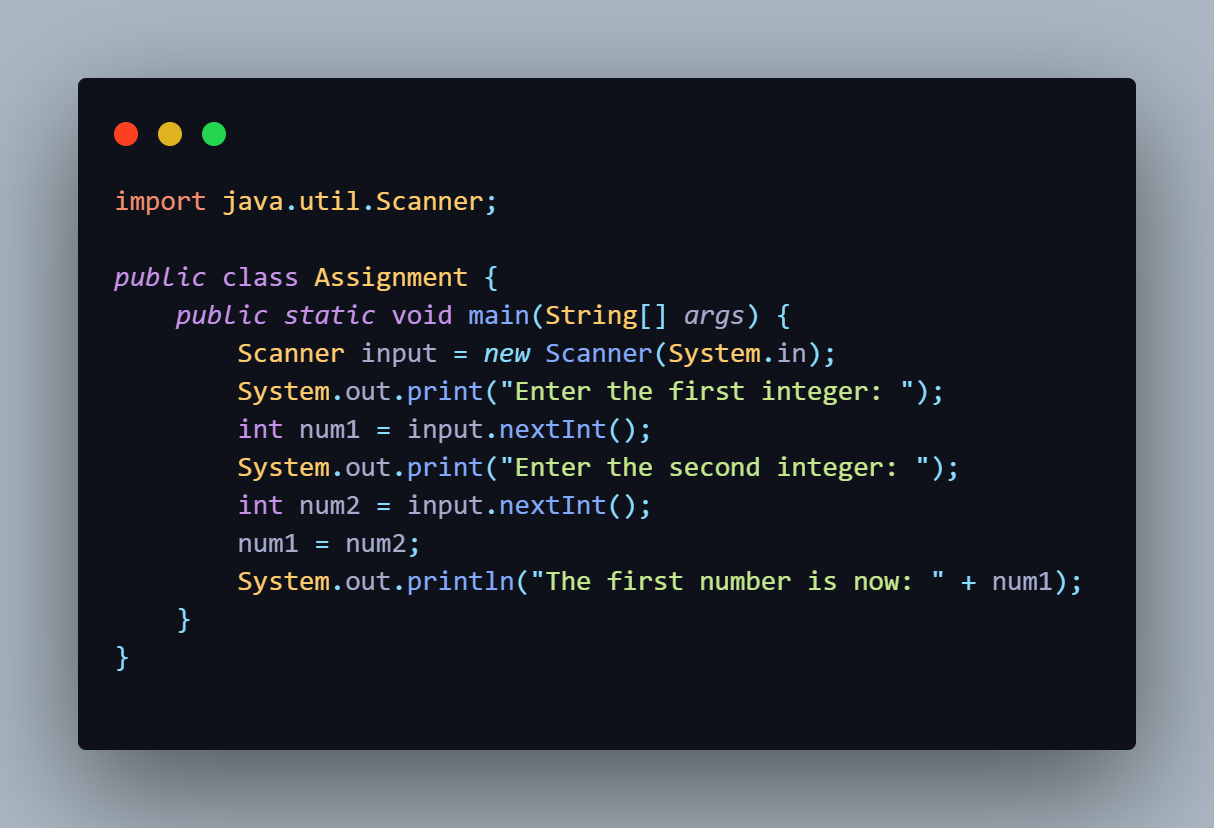 import java.util.Scanner;
public class Assignment {
    public static void main(String[] args) {
        Scanner input = new Scanner(System.in);
        System.out.print("Enter the first integer: ");
        int num1 = input.nextInt();
        System.out.print("Enter the second integer: ");
        int num2 = input.nextInt();
        num1 = num2;
        System.out.println("The first number is now: " + num1);
    }
}